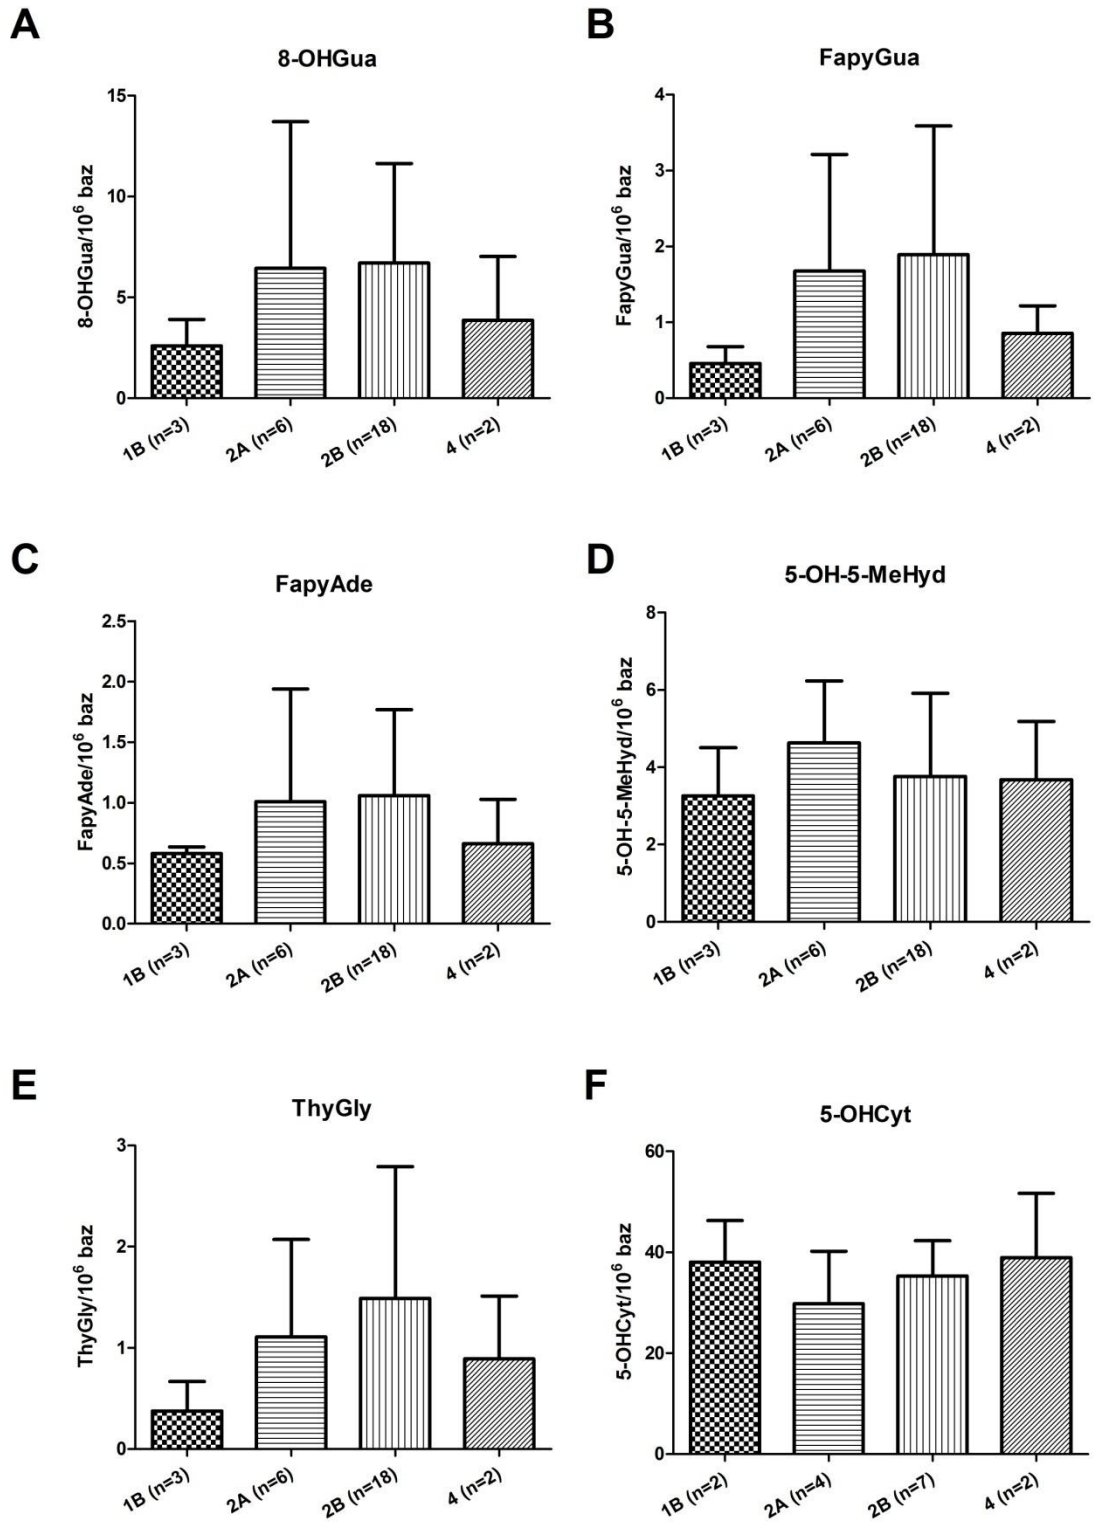 A
8-OHGua
8-OHGua/10⁶ baz
15
10
5
0
1B (n=3)
2A (n=6)
2B (n=18)
4 (n=2)
B
FapyGua
FapyGua/10⁶ baz
4
3
2
1
0
1B (n=3)
2A (n=6)
2B (n=18)
4 (n=2)
C
FapyAde
FapyAde/10⁶ baz
2.5
2.0
1.5
1.0
0.5
0.0
1B (n=3)
2A (n=6)
2B (n=18)
4 (n=2)
D
5-OH-5-MeHyd
5-OH-5-MeHyd/10⁶ baz
8
6
4
2
0
1B (n=3)
2A (n=6)
2B (n=18)
4 (n=2)
E
ThyGly
ThyGly/10⁶ baz
3
2
1
0
1B (n=3)
2A (n=6)
2B (n=18)
4 (n=2)
F
5-OHCyt
5-OHCyt/10⁶ baz
60
40
20
0
1B (n=2)
2A (n=4)
2B (n=7)
4 (n=2)